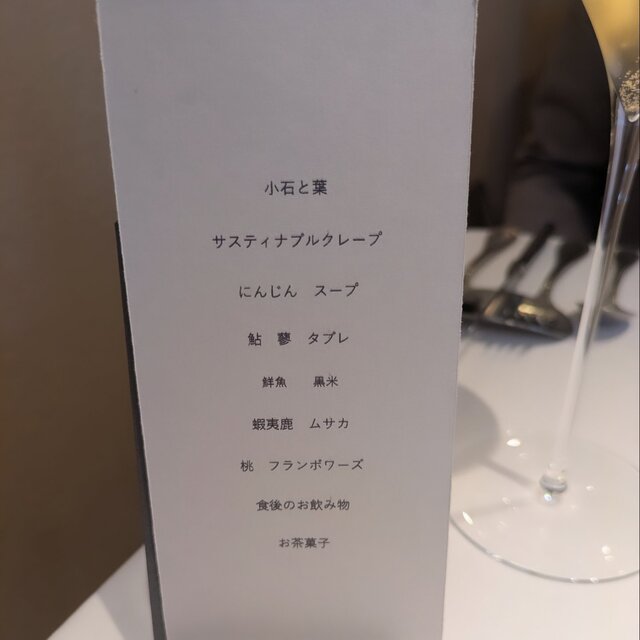 小石と葉
サスティナブルクレープ
にんじん　スープ
鮎　蓼　タブレ
鮮魚　黒米
蝦夷鹿　ムサカ
桃　フランボワーズ
食後のお飲み物
お茶菓子